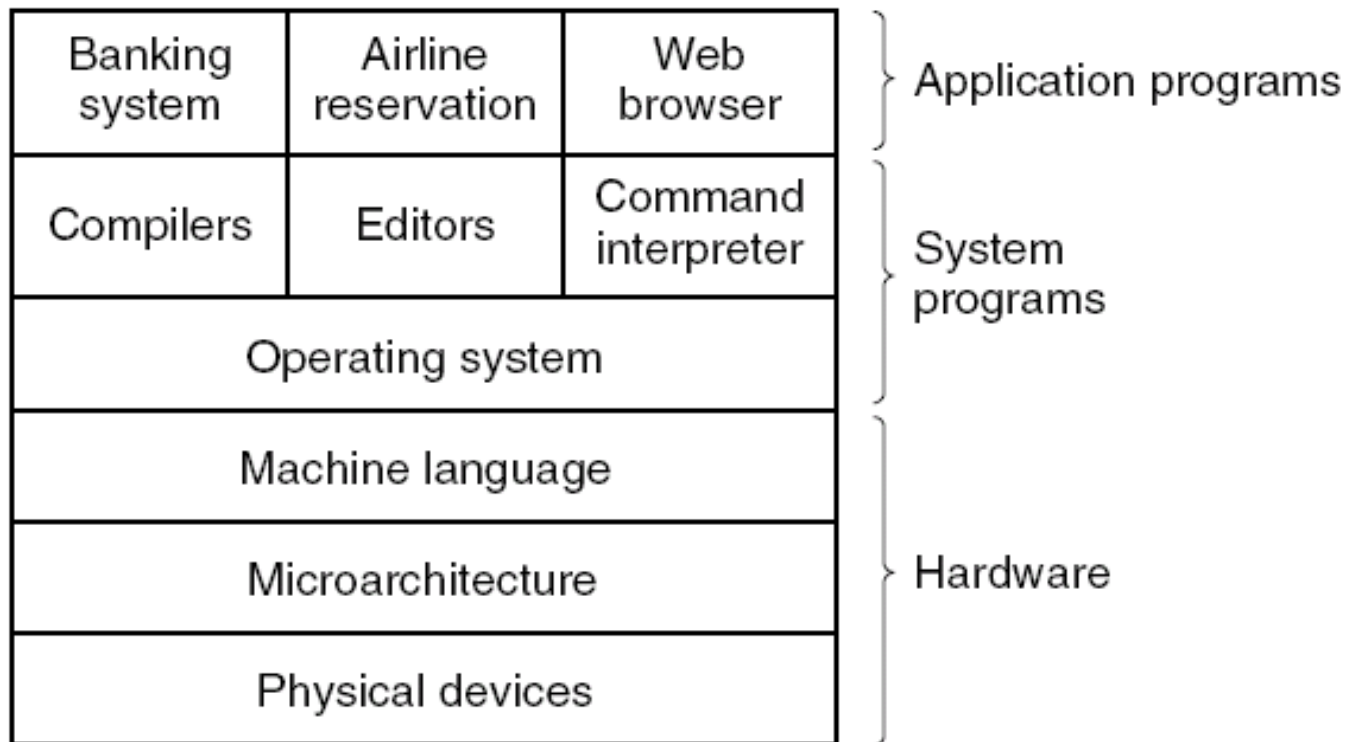 Banking
system
Airline
reservation
Web
browser
Application programs
Compilers
Editors
Command
interpreter
System
programs
Operating system
Machine language
Microarchitecture
Hardware
Physical devices